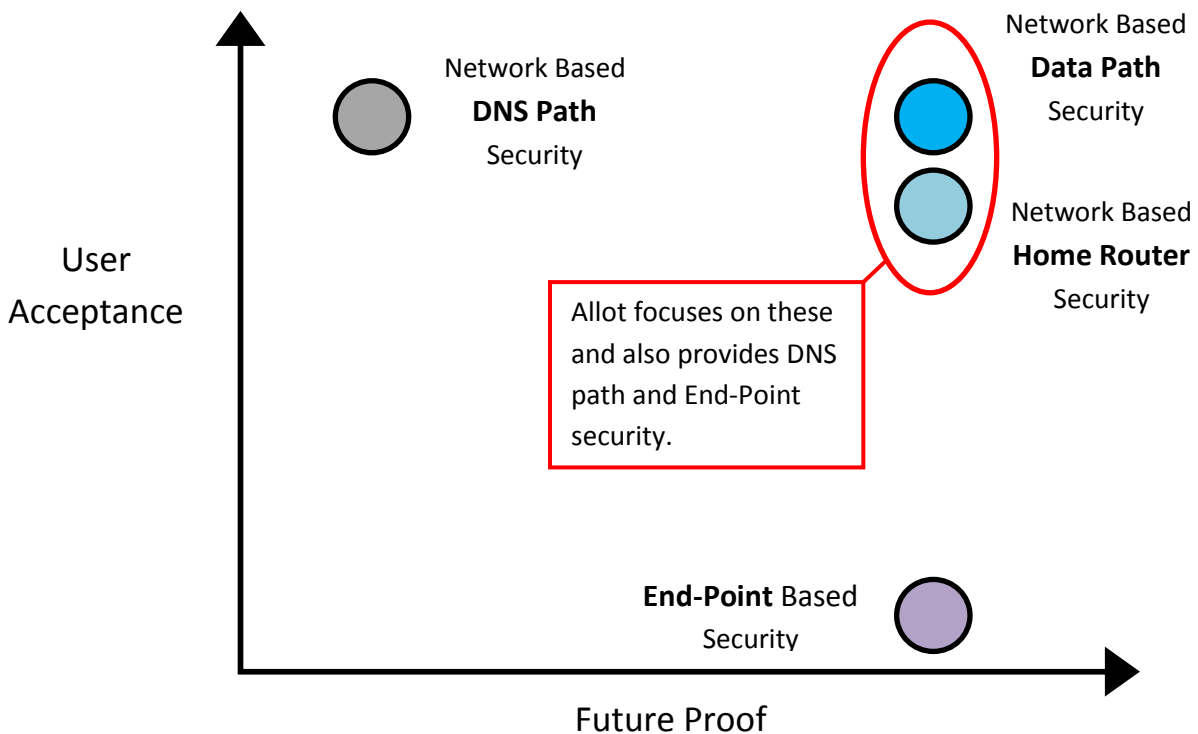 Network Based
DNS Path
Security
Network Based
Data Path
Security
Network Based
Home Router
Security
User
Acceptance
Allot focuses on these
and also provides DNS
path and End-Point
security.
End-Point Based
Security
Future Proof